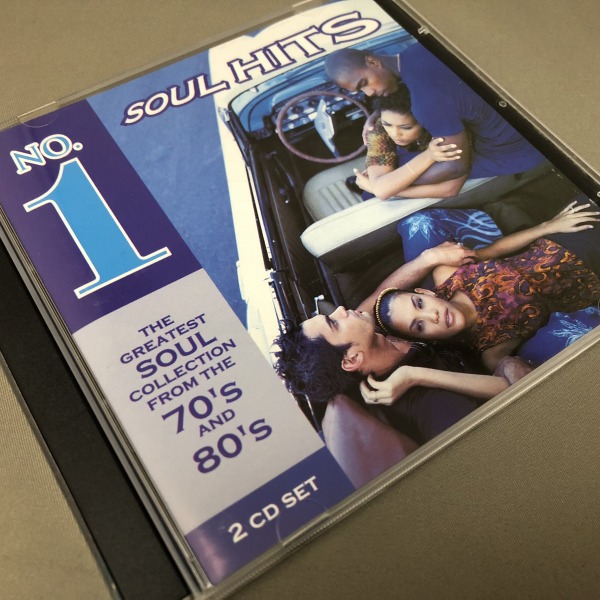 SOUL HITS
NO.
1
THE
GREATEST
SOUL
COLLECTION
FROM THE
70'S
AND
80'S
2 CD SET